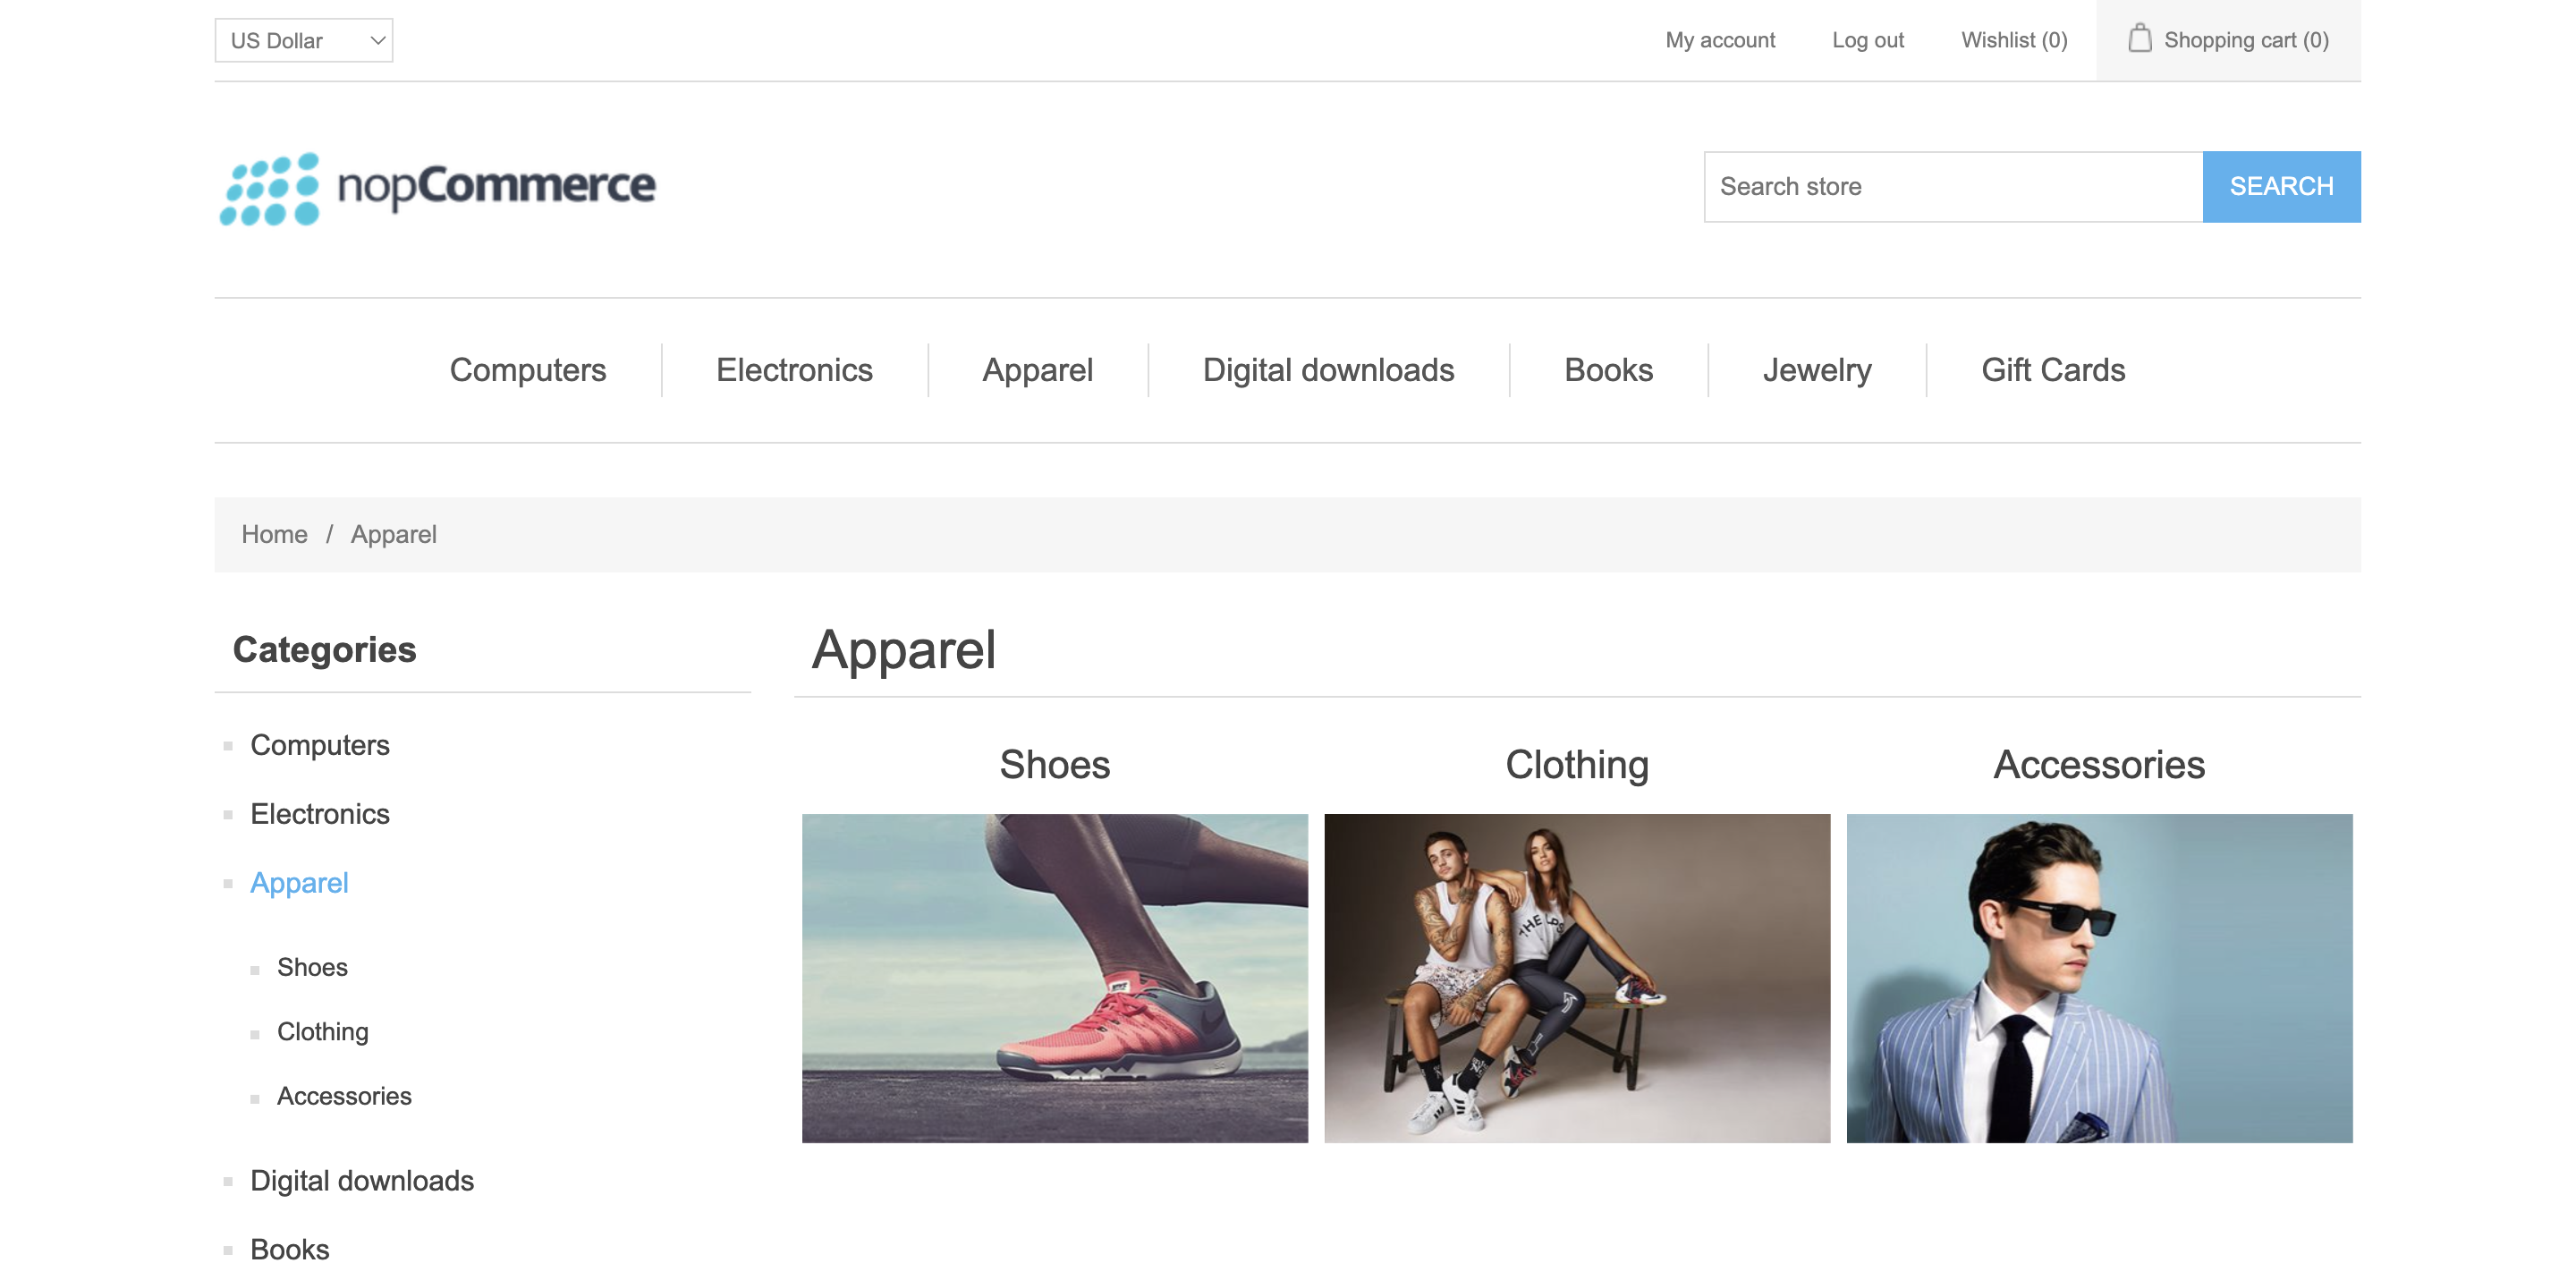 US Dollar
My account
Log out
Wishlist (0)
Shopping cart (0)
nopCommerce
Search store
SEARCH
Computers
Electronics
Apparel
Digital downloads
Books
Jewelry
Gift Cards
Home / Apparel
Categories
Computers
Electronics
Apparel
Shoes
Clothing
Accessories
Digital downloads
Books
Apparel
Shoes
Clothing
Accessories